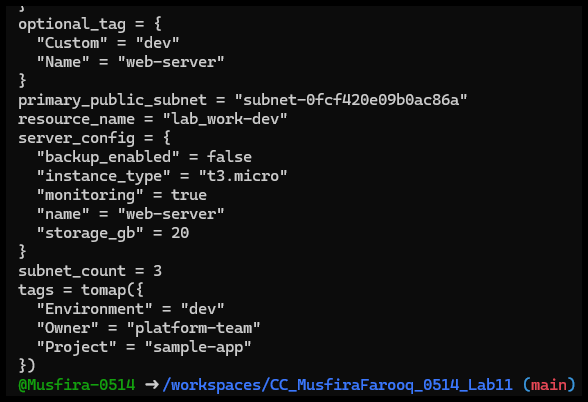 }
optional_tag = {
  "Custom" = "dev"
  "Name" = "web-server"
}
primary_public_subnet = "subnet-0fcf420e09b0ac86a"
resource_name = "lab_work-dev"
server_config = {
  "backup_enabled" = false
  "instance_type" = "t3.micro"
  "monitoring" = true
  "name" = "web-server"
  "storage_gb" = 20
}
subnet_count = 3
tags = tomap({
  "Environment" = "dev"
  "Owner" = "platform-team"
  "Project" = "sample-app"
})
@Musfira-0514 ➜ /workspaces/CC_MusfiraFarooq_0514_Lab11 (main)